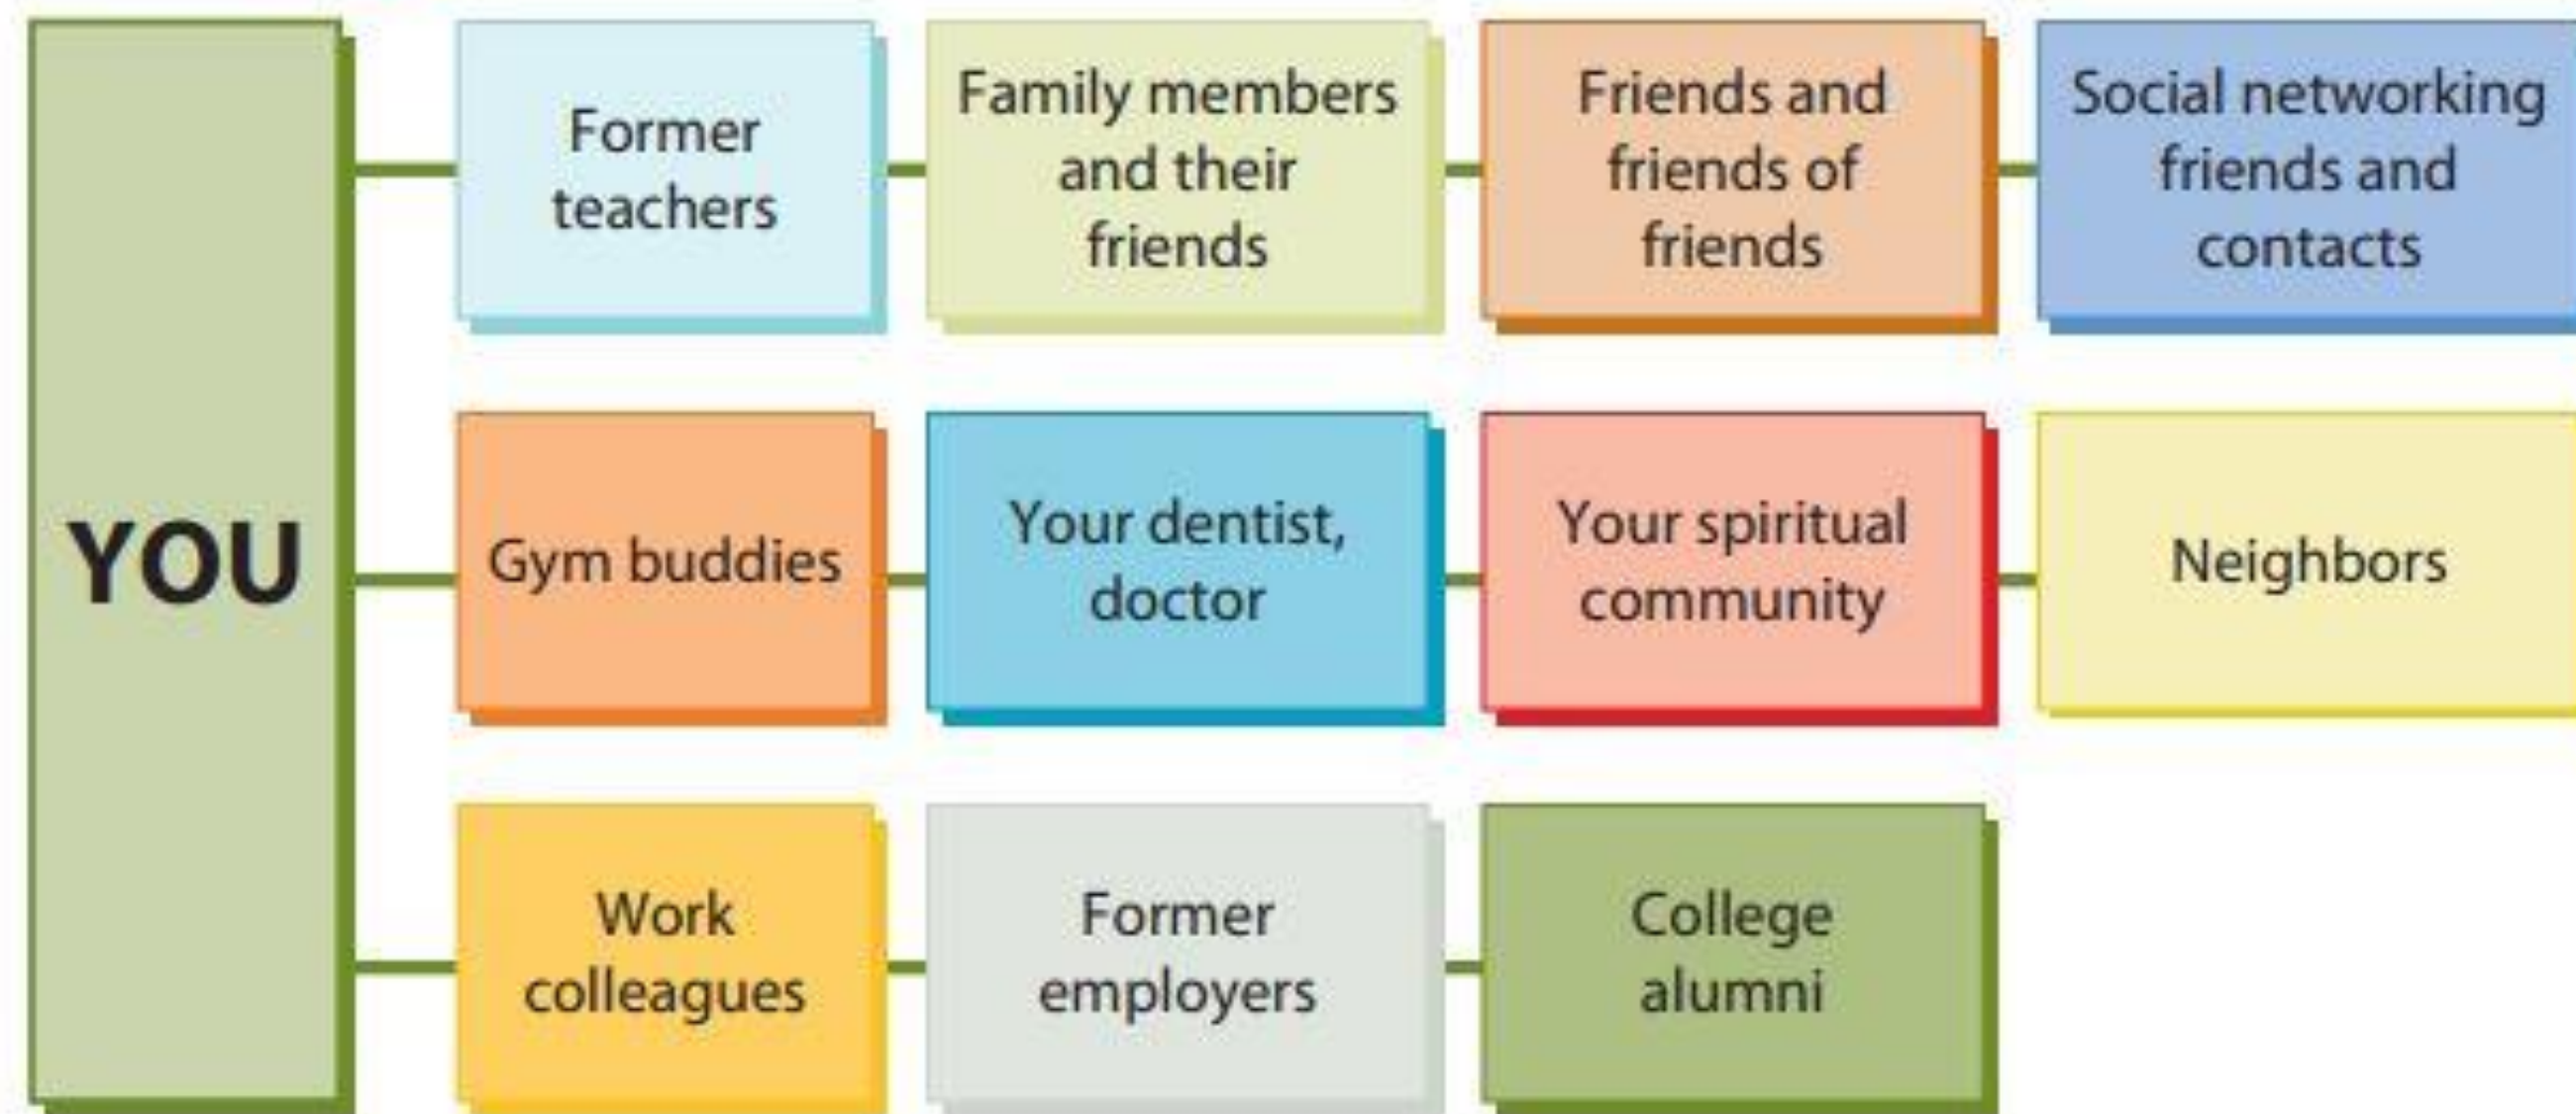 YOU
Former
teachers
Family members
and their
friends
Friends and
friends of
friends
Social networking
friends and
contacts
Gym buddies
Your dentist,
doctor
Your spiritual
community
Neighbors
Work
colleagues
Former
employers
College
alumni